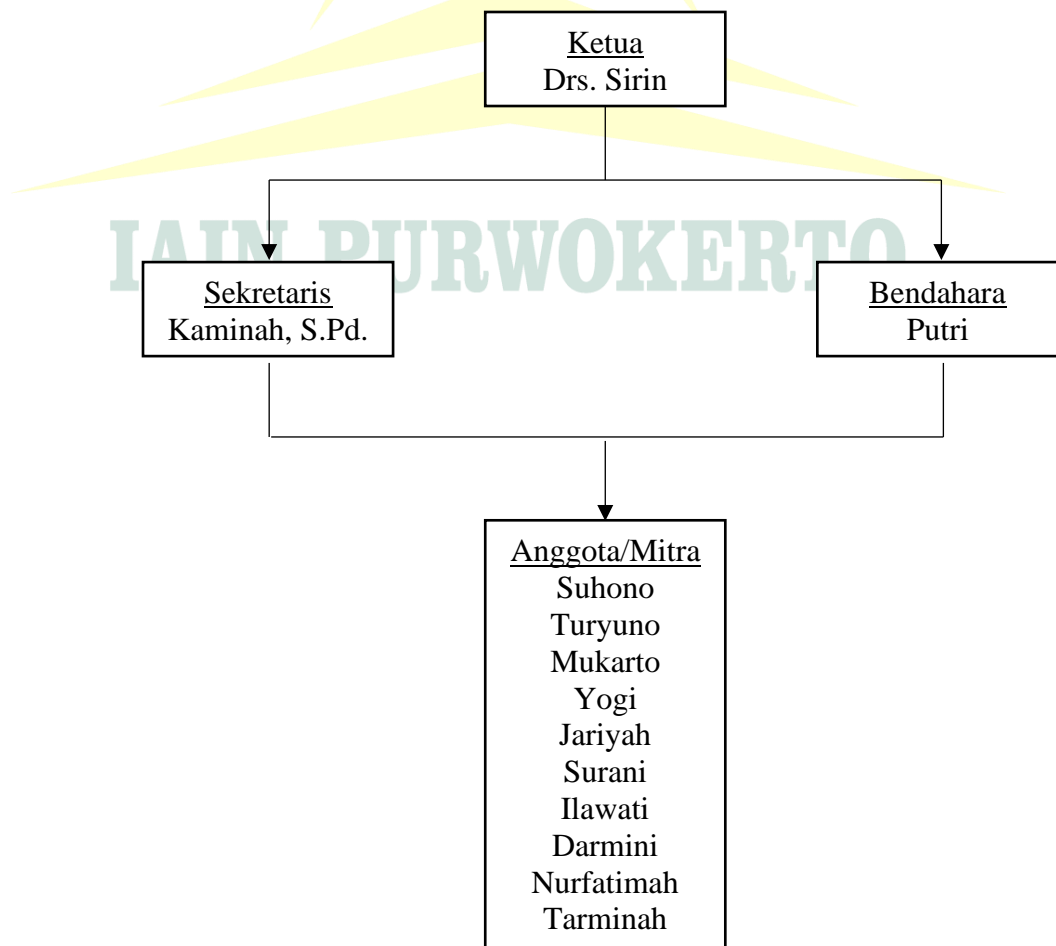 Ketua
Drs. Sirin
IAIN PURWOKERTO
Sekretaris
Kaminah, S.Pd.
Bendahara
Putri
Anggota/Mitra
Suhono
Turyuno
Mukarto
Yogi
Jariyah
Surani
Ilawati
Darmini
Nurfatimah
Tarminah